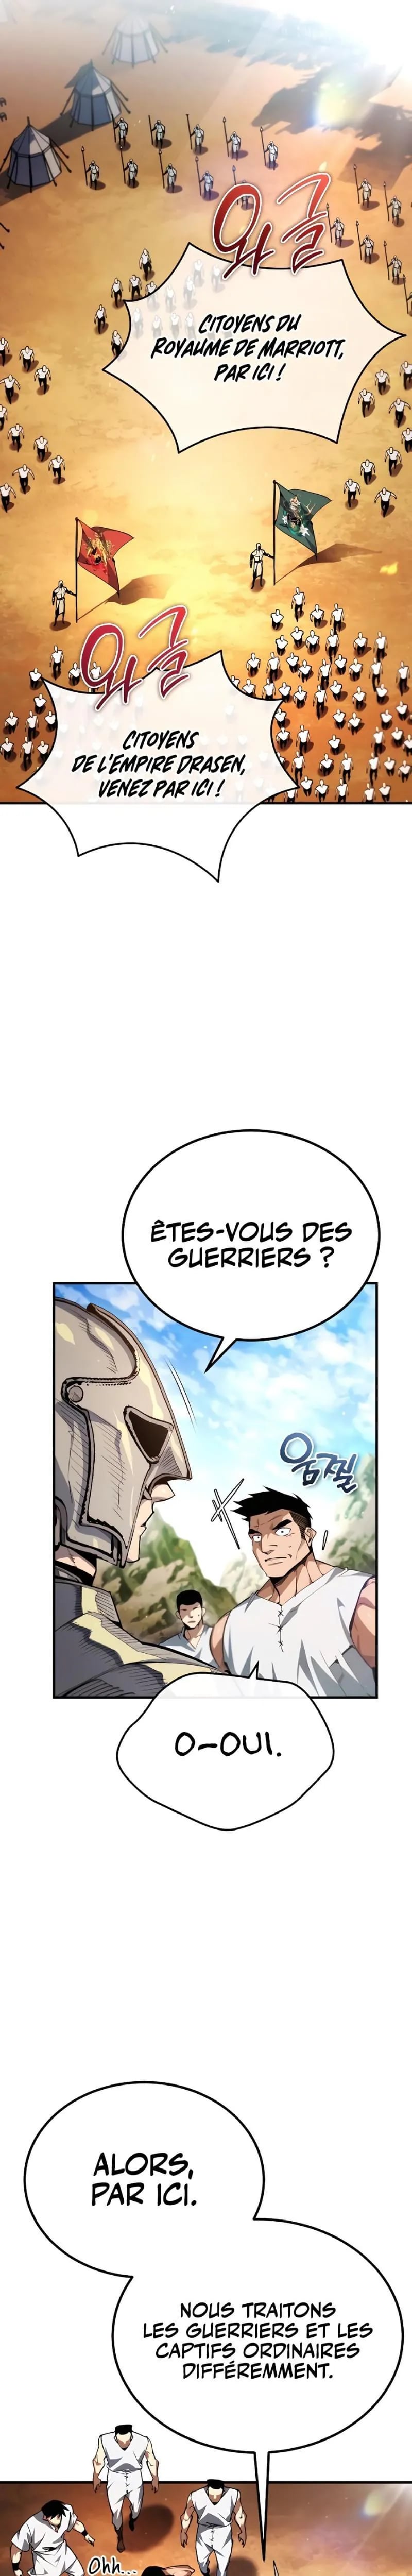 와글
CITOYENS DU
ROYAUME DE MARRIOTT,
PAR ICI !
와글
CITOYENS
DE L'EMPIRE DRASEN,
VENEZ PAR ICI !
ÊTES-VOUS DES
GUERRIERS ?
움찔
O-OUI.
ALORS,
PAR ICI.
NOUS TRAITONS
LES GUERRIERS ET LES
CAPTIFS ORDINAIRES
DIFFÉREMMENT.
Ohh...